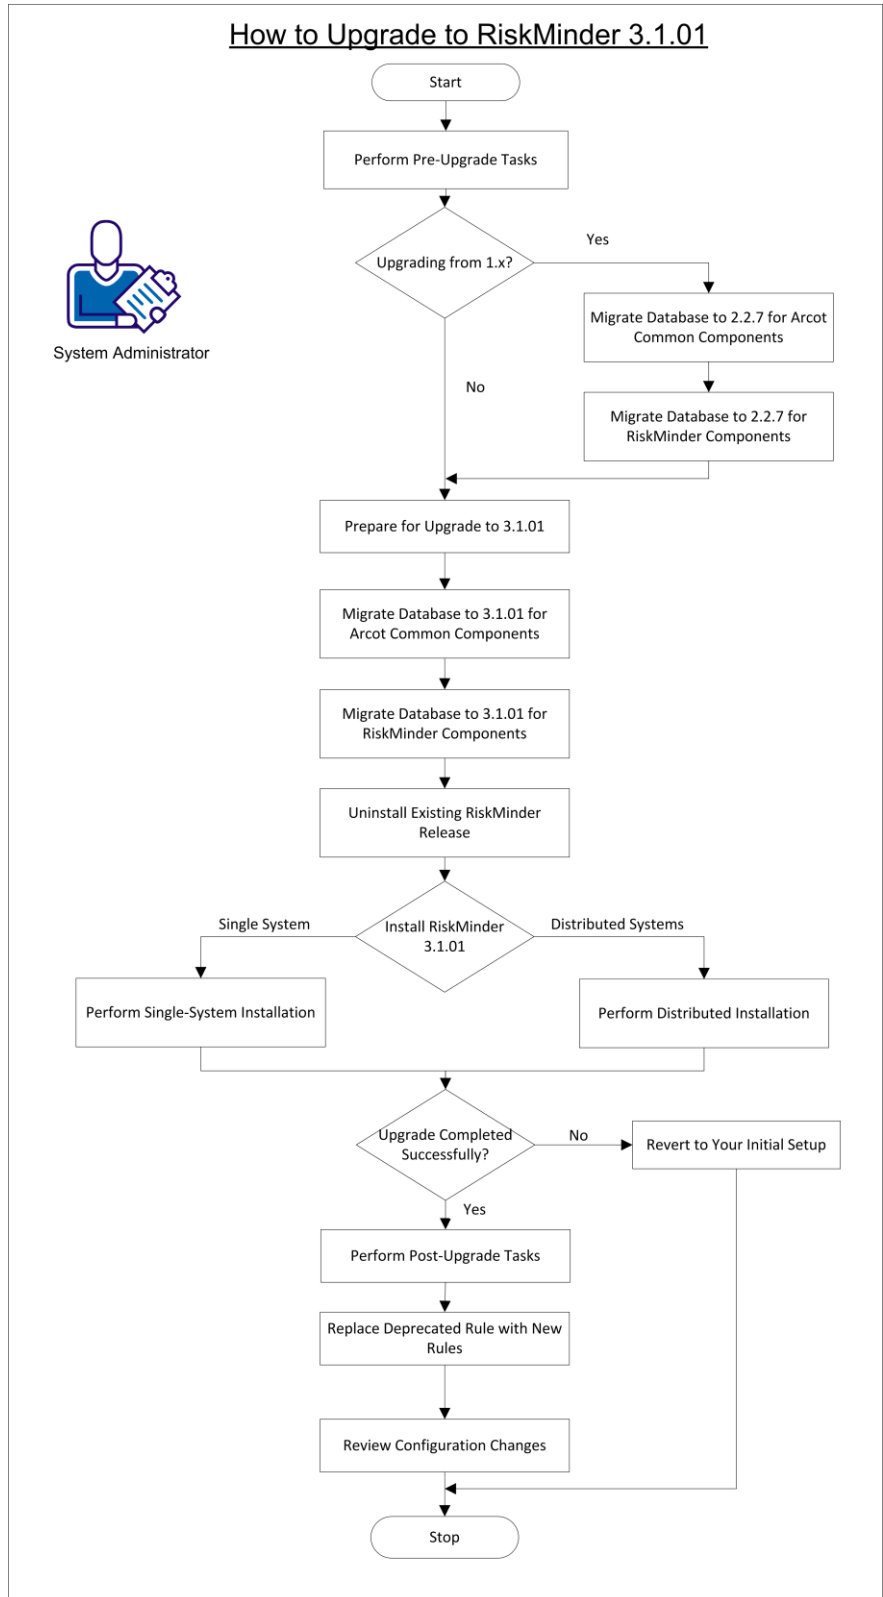 How to Upgrade to RiskMinder 3.1.01
Start
Perform Pre-Upgrade Tasks
Upgrading from 1.x?
Yes
Migrate Database to 2.2.7 for Arcot
Common Components
System Administrator
No
Migrate Database to 2.2.7 for
RiskMinder Components
Prepare for Upgrade to 3.1.01
Migrate Database to 3.1.01 for
Arcot Common Components
Migrate Database to 3.1.01 for
RiskMinder Components
Uninstall Existing RiskMinder
Release
Single System
Install RiskMinder
3.1.01
Distributed Systems
Perform Single-System Installation
Perform Distributed Installation
Upgrade Completed
Successfully?
No
Revert to Your Initial Setup
Yes
Perform Post-Upgrade Tasks
Replace Deprecated Rule with New
Rules
Review Configuration Changes
Stop